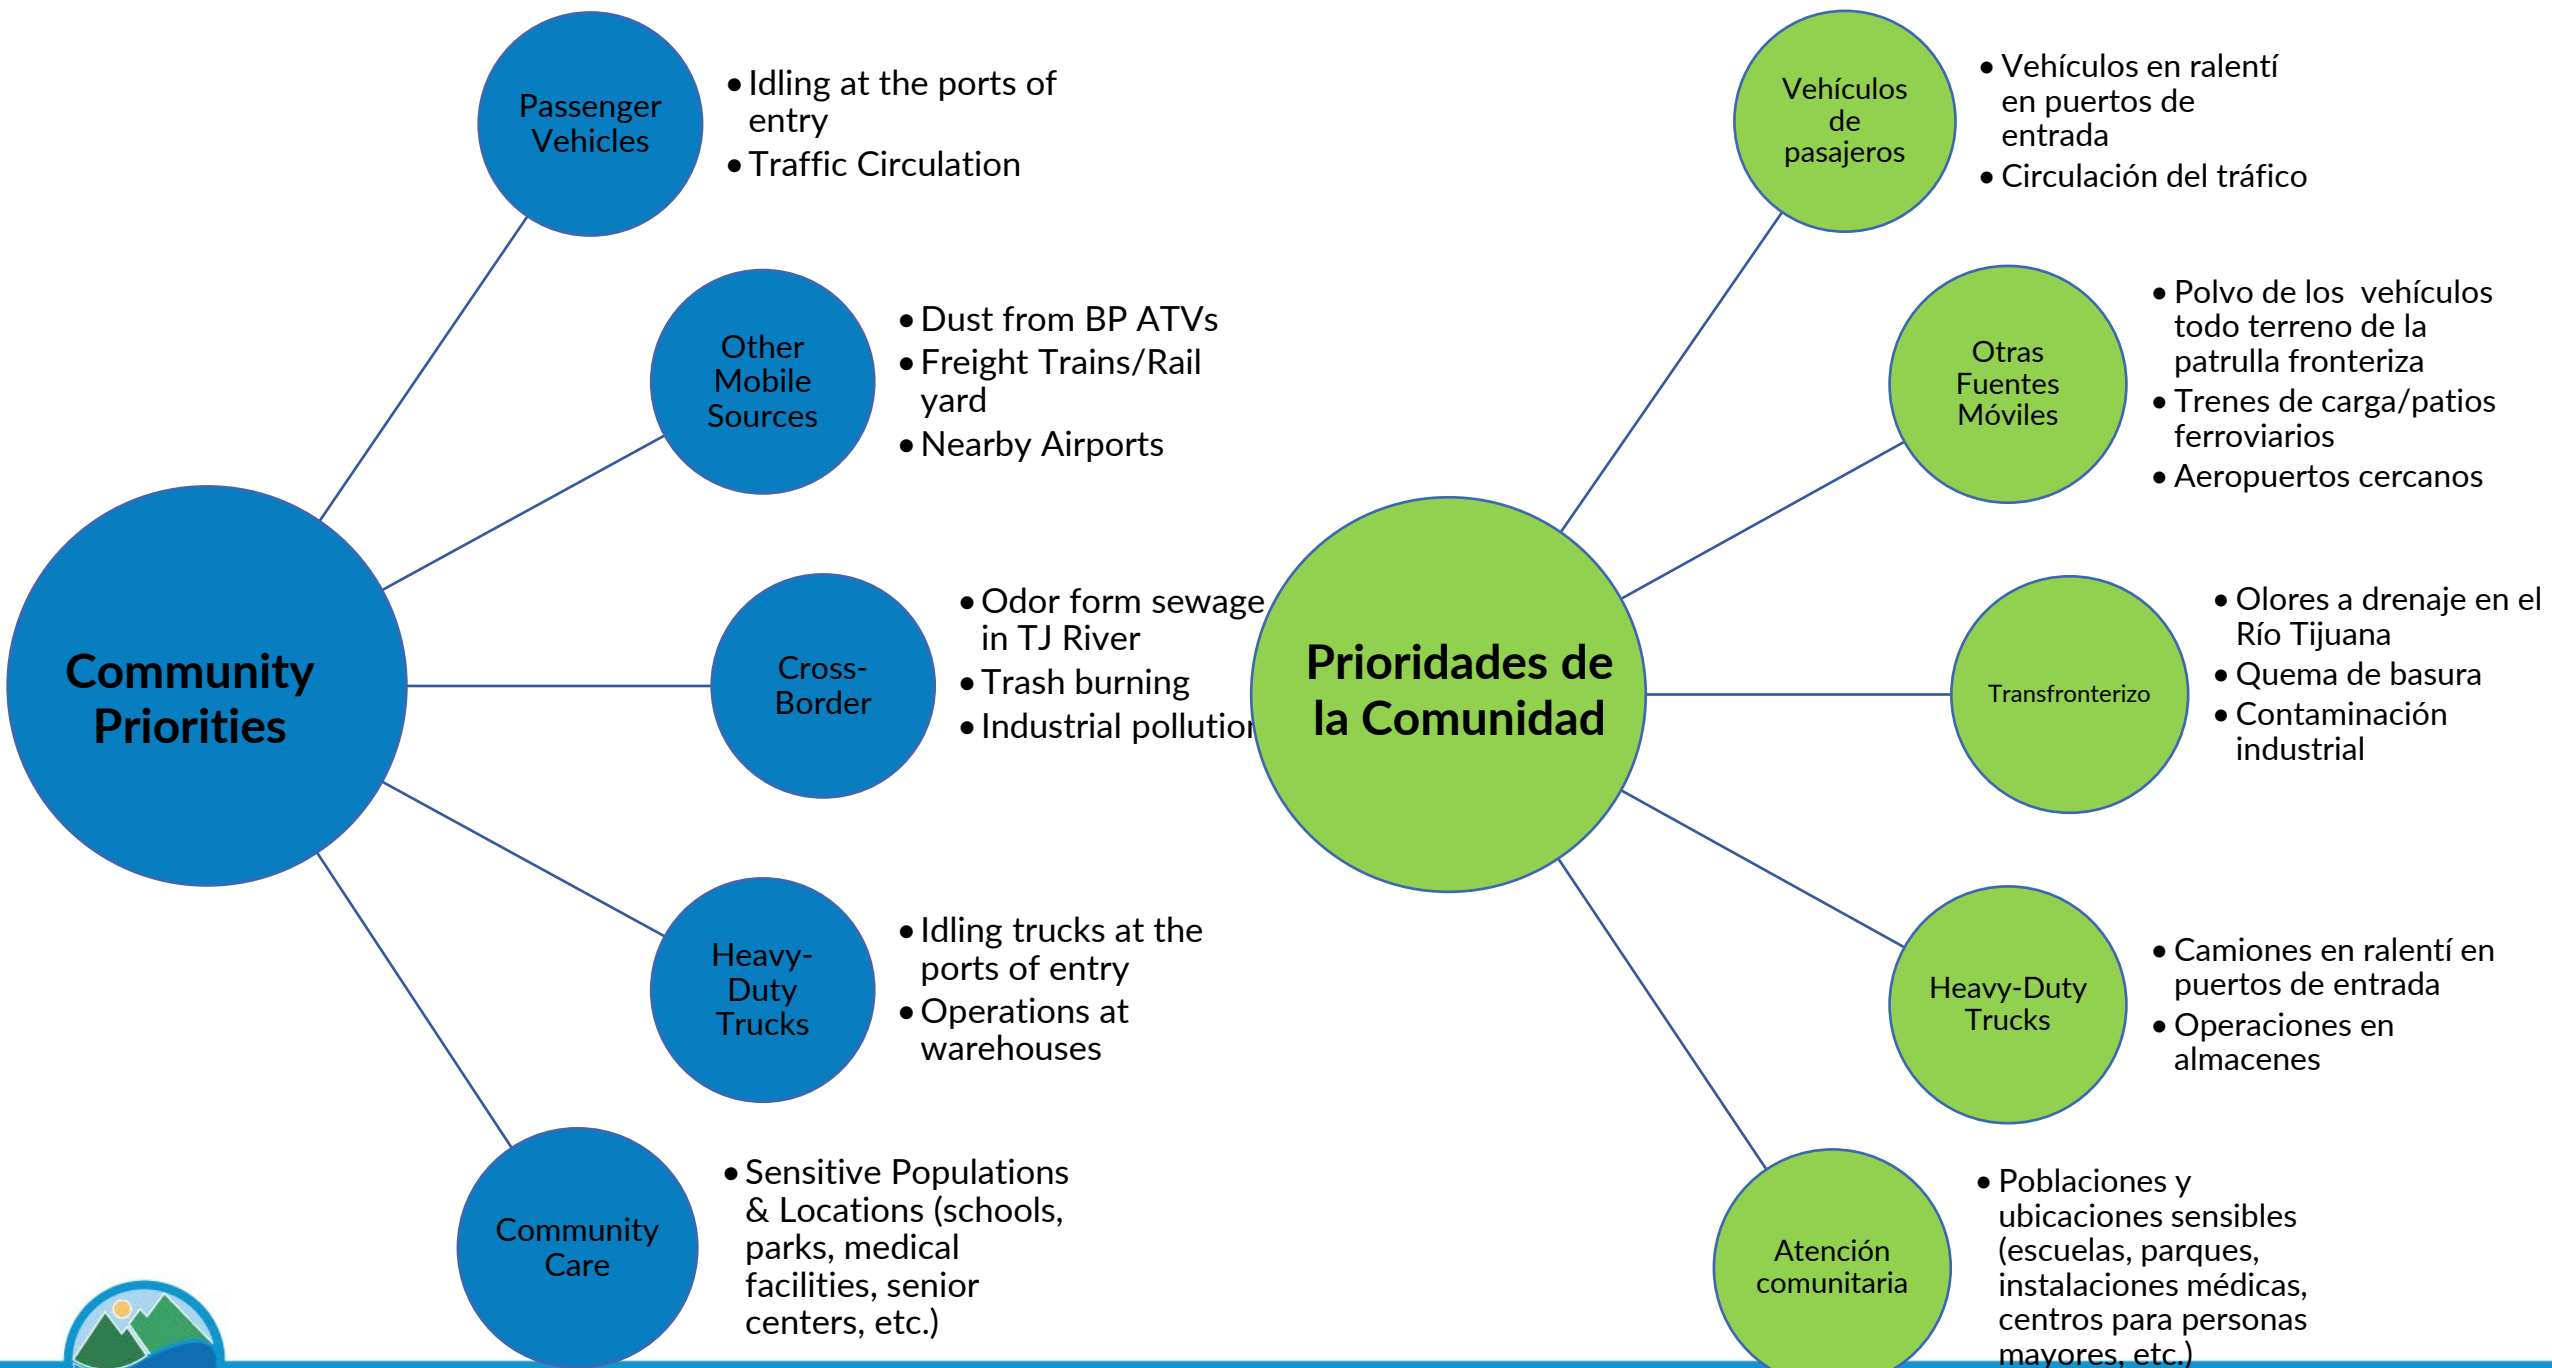 Community
Priorities
Passenger
Vehicles
• Idling at the ports of
entry
• Traffic Circulation
Other
Mobile
Sources
• Dust from BP ATVs
• Freight Trains/Rail
yard
• Nearby Airports
Cross-
Border
• Odor form sewage
in TJ River
• Trash burning
• Industrial pollution
Heavy-
Duty
Trucks
• Idling trucks at the
ports of entry
• Operations at
warehouses
Community
Care
• Sensitive Populations
& Locations (schools,
parks, medical
facilities, senior
centers, etc.)
Prioridades de
la Comunidad
Vehículos
de
pasajeros
• Vehículos en ralentí
en puertos de
entrada
• Circulación del tráfico
Otras
Fuentes
Móviles
• Polvo de los vehículos
todo terreno de la
patrulla fronteriza
• Trenes de carga/patios
ferroviarios
• Aeropuertos cercanos
Transfronterizo
• Olores a drenaje en el
Río Tijuana
• Quema de basura
• Contaminación
industrial
Heavy-Duty
Trucks
• Camiones en ralentí en
puertos de entrada
• Operaciones en
almacenes
Atención
comunitaria
• Poblaciones y
ubicaciones sensibles
(escuelas, parques,
instalaciones médicas,
centros para personas
mayores, etc.)